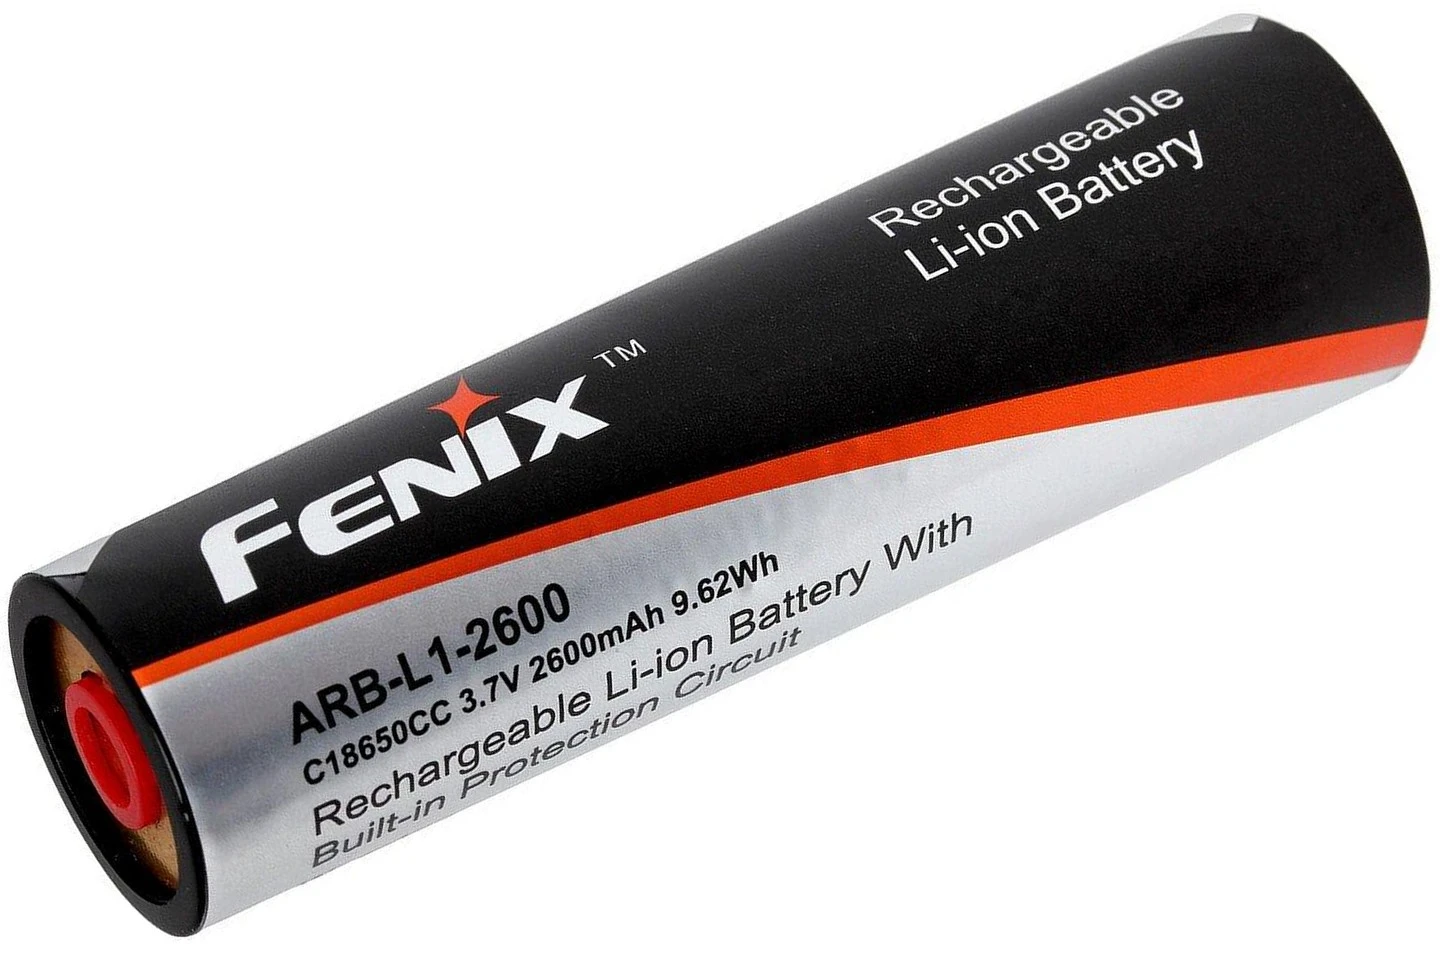 Rechargeable
Li-ion Battery
FENIX™
ARB-L1-2600
C18650CC 3.7V 2600mAh 9.62Wh
Rechargeable Li-ion Battery With
Built-in Protection Circuit